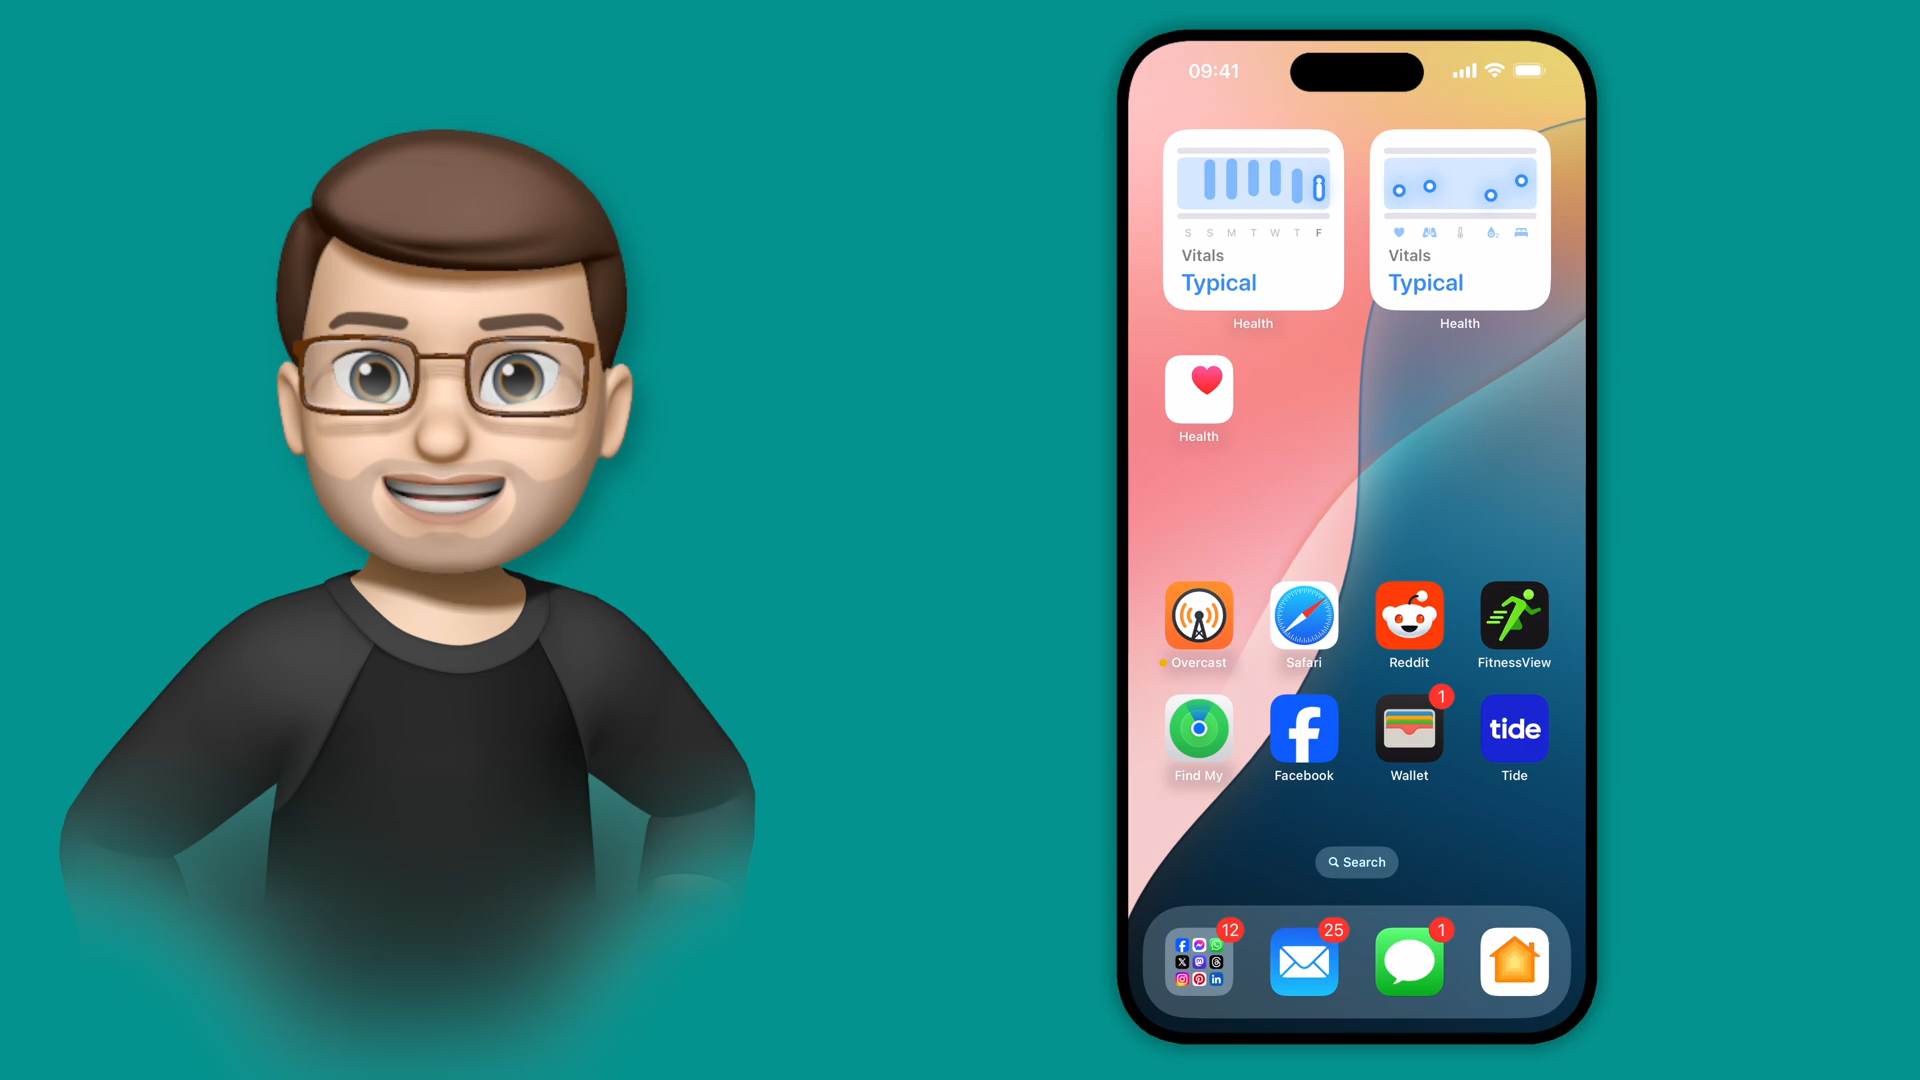 09:41
S S M T W T F
Vitals
Typical
Health
Vitals
Typical
Health
Health
Overcast
Safari
Reddit
FitnessView
1
tide
Find My
Facebook
Wallet
Tide
Search
12
25
1